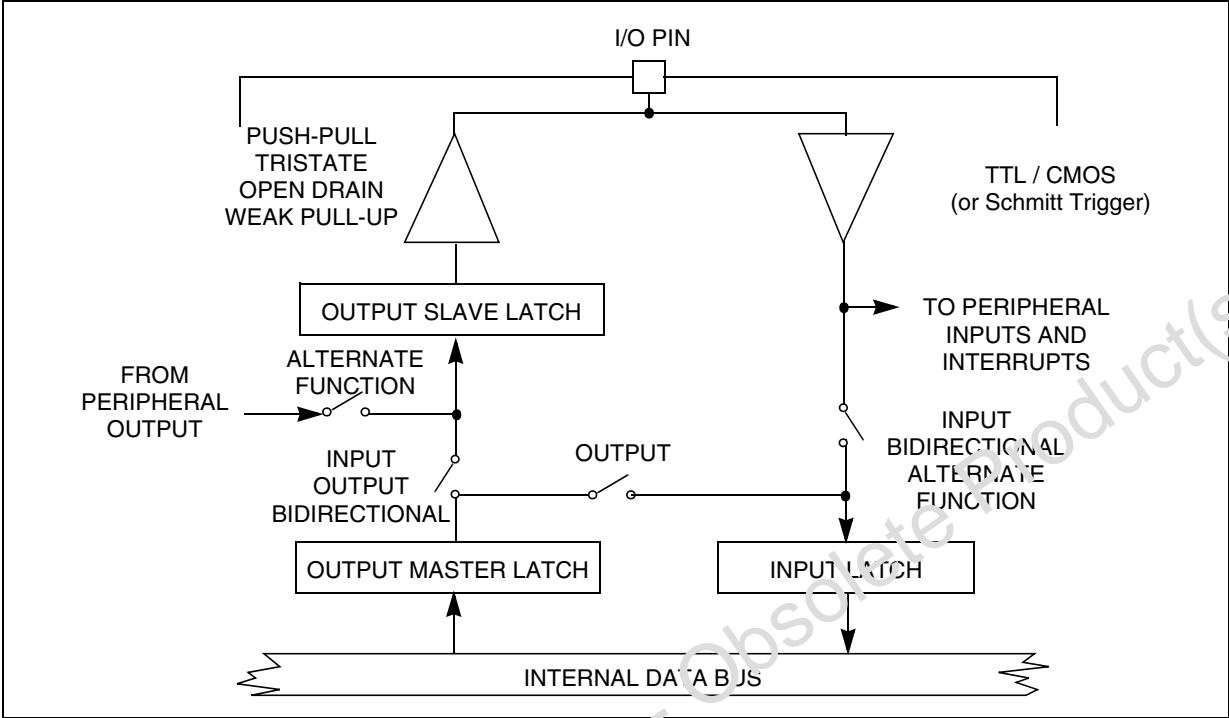 I/O PIN
PUSH-PULL
TRISTATE
OPEN DRAIN
WEAK PULL-UP
TTL / CMOS
(or Schmitt Trigger)
OUTPUT SLAVE LATCH
TO PERIPHERAL
INPUTS AND
INTERRUPTS
ALTERNATE
FUNCTION
FROM
PERIPHERAL
OUTPUT
INPUT
OUTPUT
BIDIRECTIONAL
OUTPUT
INPUT
BIDIRECTIONAL
ALTERNATE
FUNCTION
OUTPUT MASTER LATCH
INPUT LATCH
INTERNAL DATA BUS
- Obsolete Product(s